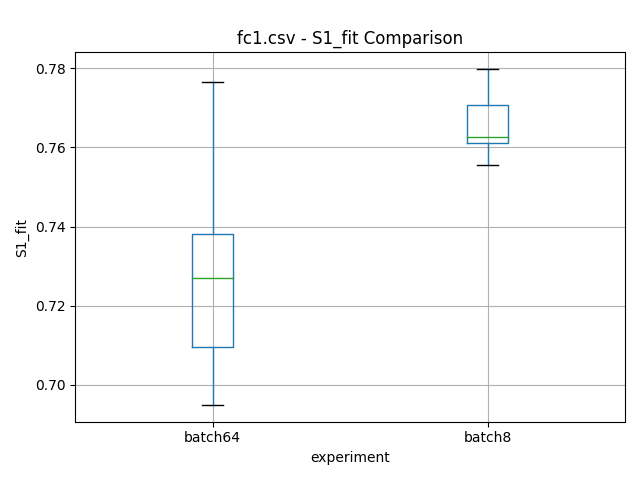 fc1.csv - S1_fit Comparison
0.78
0.76
0.74
0.72
0.70
S1_fit
batch64
batch8
experiment